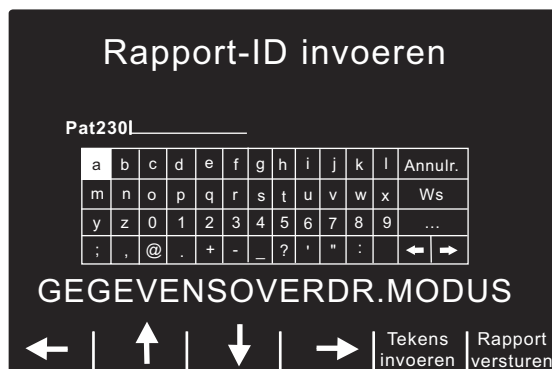 Rapport-ID invoeren
Pat230
a b c d e f g h i j k l Annulr.
m n o p q r s t u v w x Ws
y z 0 1 2 3 4 5 6 7 8 9 ...
; , @ . + - _ ? ' " :
GEGEVENSOVERDR.MODUS
Tekens invoeren
Rapport versturen